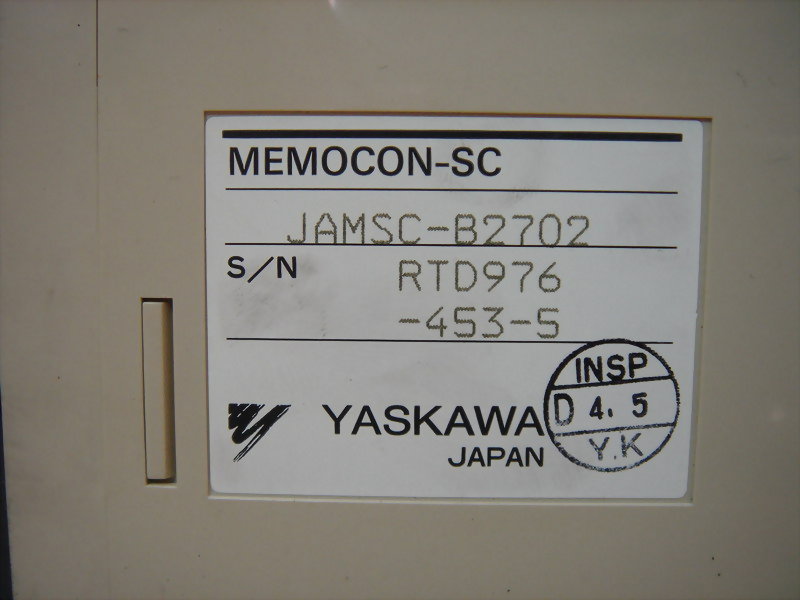 MEMOCON-SC
JAMSC-B2702
S/N RTD976
-453-5
YASKAWA
JAPAN
INSP
D 4. 5
Y.K